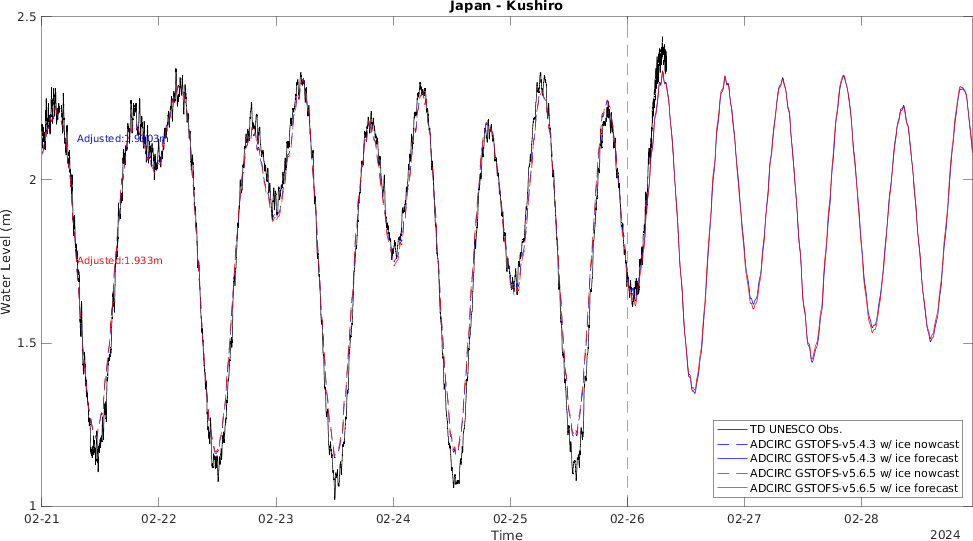 Japan - Kushiro
2.5
2
1.5
1
Water Level (m)
Adjusted:1.9003m
Adjusted:1.933m
TD UNESCO Obs.
ADCIRC GSTOFS-v5.4.3 w/ ice nowcast
ADCIRC GSTOFS-v5.4.3 w/ ice forecast
ADCIRC GSTOFS-v5.6.5 w/ ice nowcast
ADCIRC GSTOFS-v5.6.5 w/ ice forecast
02-21 02-22 02-23 02-24 02-25 02-26 02-27 02-28
Time
2024